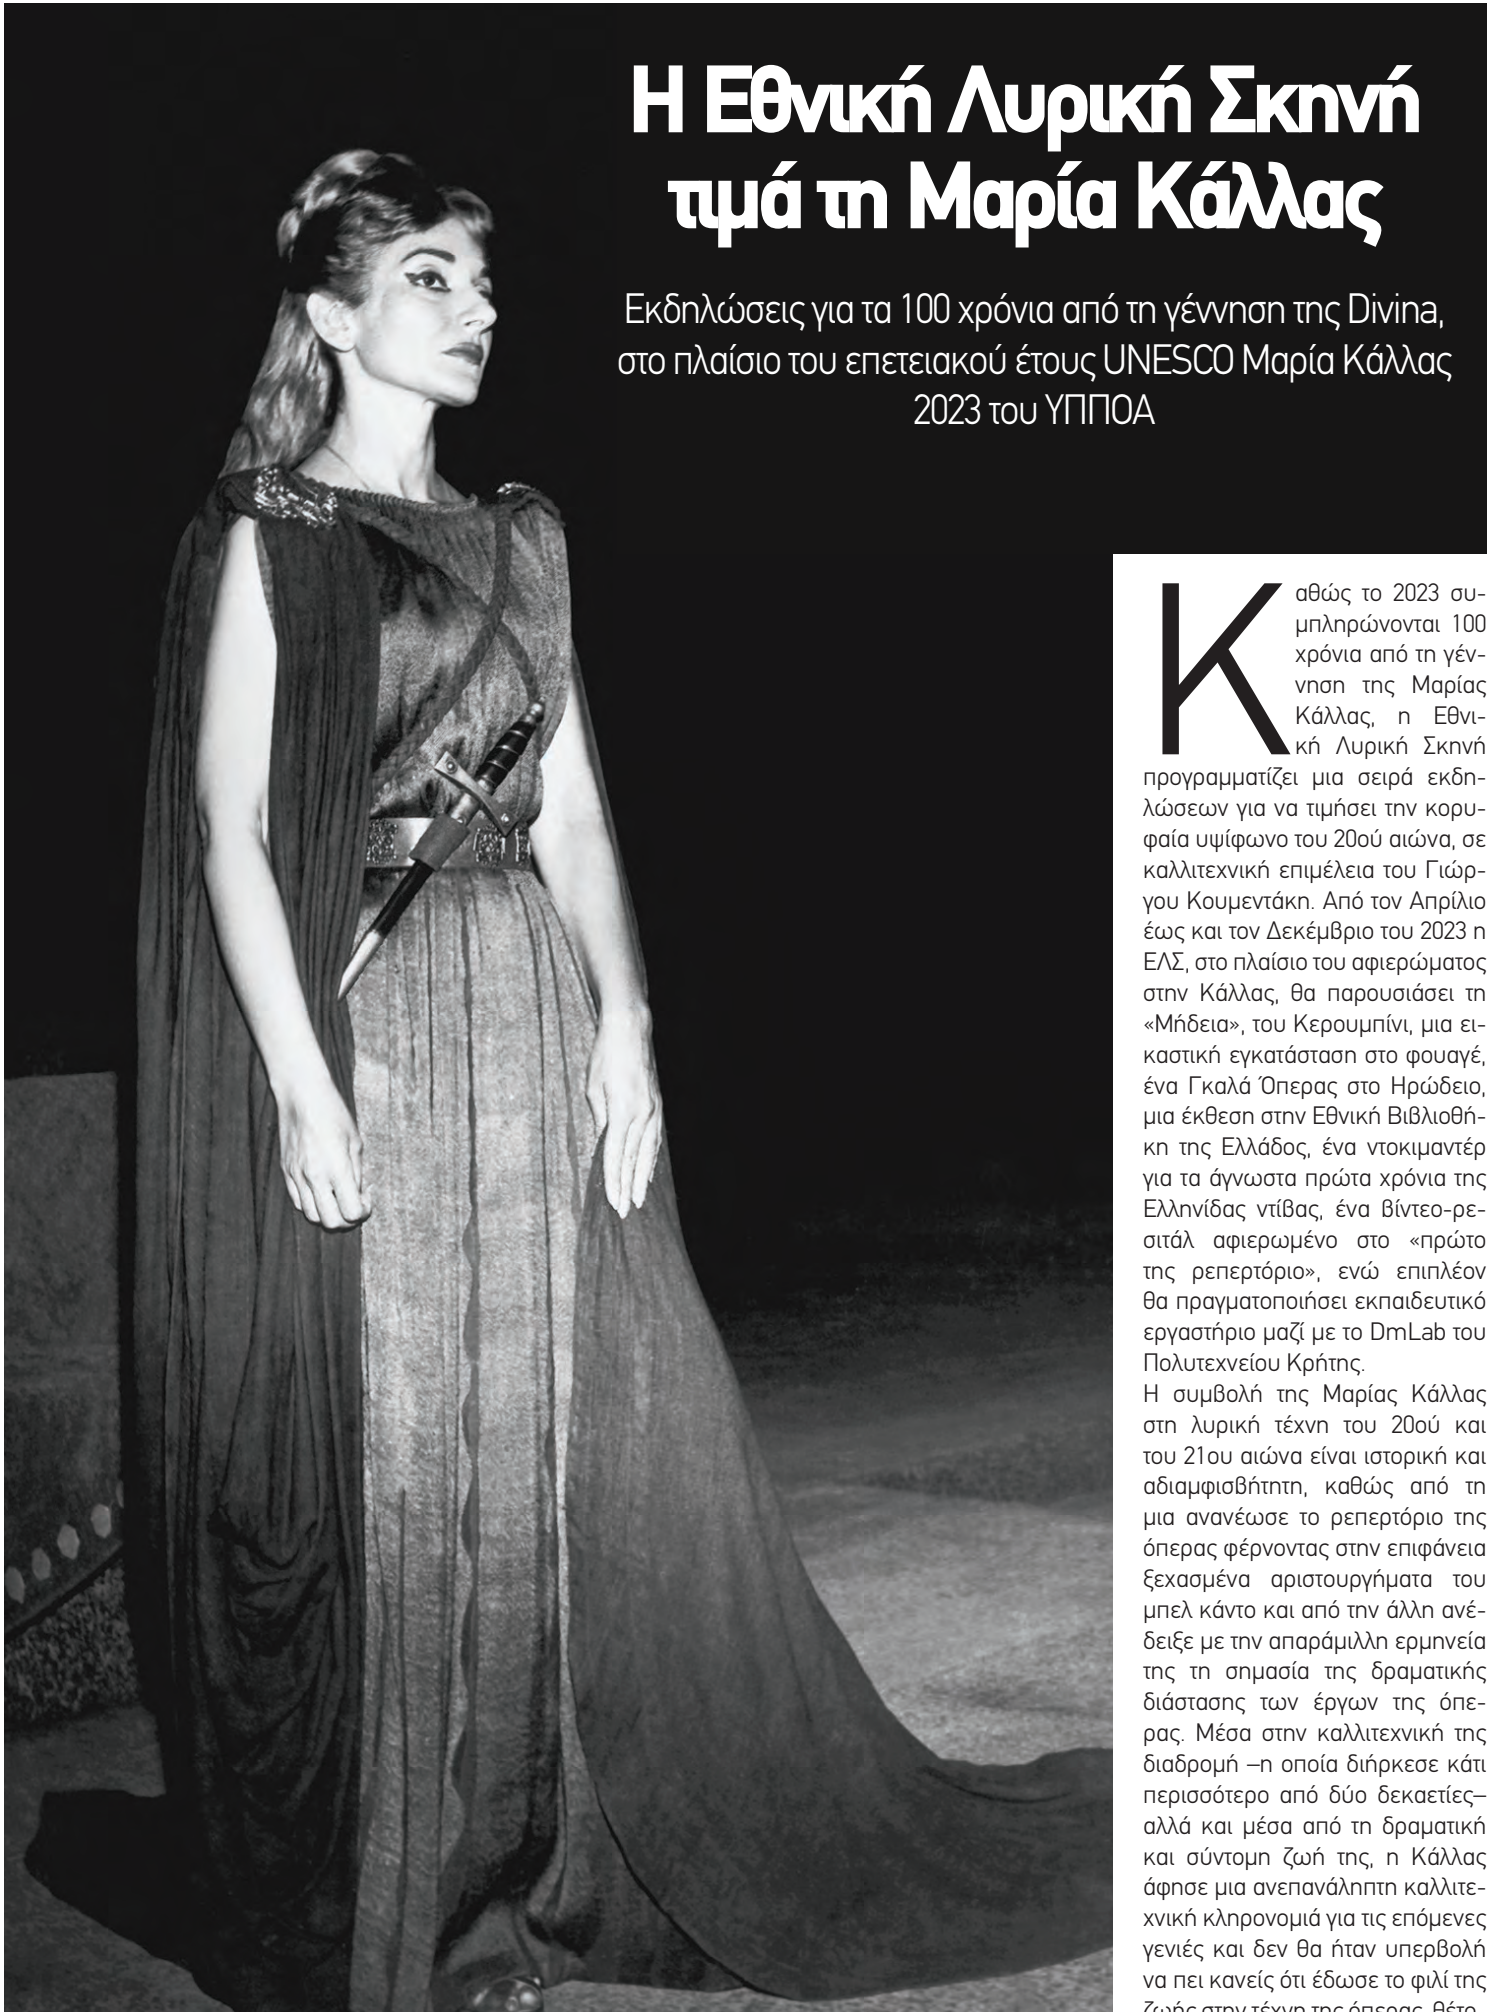 Η Εθνική Λυρική Σκηνή
τιμά τη Μαρία Κάλλας
Εκδηλώσεις για τα 100 χρόνια από τη γέννηση της Divina,
στο πλαίσιο του επετειακού έτους UNESCO Μαρία Κάλλας
2023 του ΥΠΠΟΑ
Καθώς το 2023 συ-
μπληρώνονται 100
χρόνια από τη γέν-
νηση της Μαρίας
Κάλλας, η Εθνι-
κή Λυρική Σκηνή
προγραμματίζει μια σειρά εκδη-
λώσεων για να τιμήσει την κορυ-
φαία υψίφωνο του 20ού αιώνα, σε
καλλιτεχνική επιμέλεια του Γιώρ-
γου Κουμεντάκη. Από τον Απρίλιο
έως και τον Δεκέμβριο του 2023 η
ΕΛΣ, στο πλαίσιο του αφιερώματος
στην Κάλλας, θα παρουσιάσει τη
«Μήδεια», του Κερουμπίνι, μια ει-
καστική εγκατάσταση στο φουαγέ,
ένα Γκαλά Όπερας στο Ηρώδειο,
μια έκθεση στην Εθνική Βιβλιοθή-
κη της Ελλάδος, ένα ντοκιμαντέρ
για τα άγνωστα πρώτα χρόνια της
Ελληνίδας ντίβας, ένα βίντεο-ρε-
σιτάλ αφιερωμένο στο «πρώτο
της ρεπερτόριο», ενώ επιπλέον
θα πραγματοποιήσει εκπαιδευτικό
εργαστήριο μαζί με το DmLab του
Πολυτεχνείου Κρήτης.
Η συμβολή της Μαρίας Κάλλας
στη λυρική τέχνη του 20ού και
του 21ου αιώνα είναι ιστορική και
αδιαμφισβήτητη, καθώς από τη
μια ανανέωσε το ρεπερτόριο της
όπερας φέρνοντας στην επιφάνεια
ξεχασμένα αριστουργήματα του
μπελ κάντο και από την άλλη ανέ-
δειξε με την απαράμιλλη ερμηνεία
της τη σημασία της δραματικής
διάστασης των έργων της όπε-
ρας. Μέσα στην καλλιτεχνική της
διαδρομή –η οποία διήρκεσε κάτι
περισσότερο από δύο δεκαετίες–
αλλά και μέσα από τη δραματική
και σύντομη ζωή της, η Κάλλας
άφησε μια ανεπανάληπτη καλλιτε-
χνική κληρονομιά για τις επόμενες
γενιές και δεν θα ήταν υπερβολή
να πει κανείς ότι έδωσε το φιλί της
ζωής στην τέχνη της όπερας, θέτο-